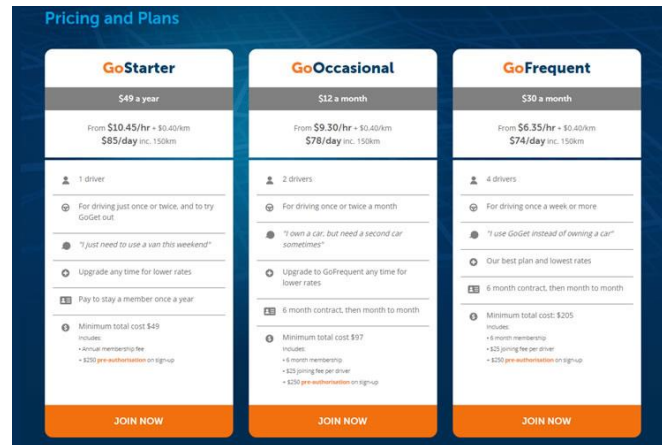 Pricing and Plans
GoStarter
$49 a year
From $10.45/hr + $0.40/km
$85/day inc. 150km
1 driver
For driving just once or twice, and to try
GoGet out
"I just need to use a van this weekend"
Upgrade any time for lower rates
Pay to stay a member once a year
Minimum total cost $49
Includes:
• Annual membership fee
+ $250 pre-authorisation on sign-up
JOIN NOW
GoOccasional
$12 a month
From $9.30/hr + $0.40/km
$78/day inc. 150km
2 drivers
For driving once or twice a month
"I own a car, but need a second car
sometimes"
Upgrade to GoFrequent any time for
lower rates
6 month contract, then month to month
Minimum total cost $97
Includes:
• 6 month membership
• $25 joining fee per driver
+ $250 pre-authorisation on sign-up
JOIN NOW
GoFrequent
$30 a month
From $6.35/hr + $0.40/km
$74/day inc. 150km
4 drivers
For driving once a week or more
"I use GoGet instead of owning a car"
Our best plan and lowest rates
6 month contract, then month to month
Minimum total cost: $205
Includes:
• 6 month membership
• $25 joining fee per driver
+ $250 pre-authorisation on sign-up
JOIN NOW